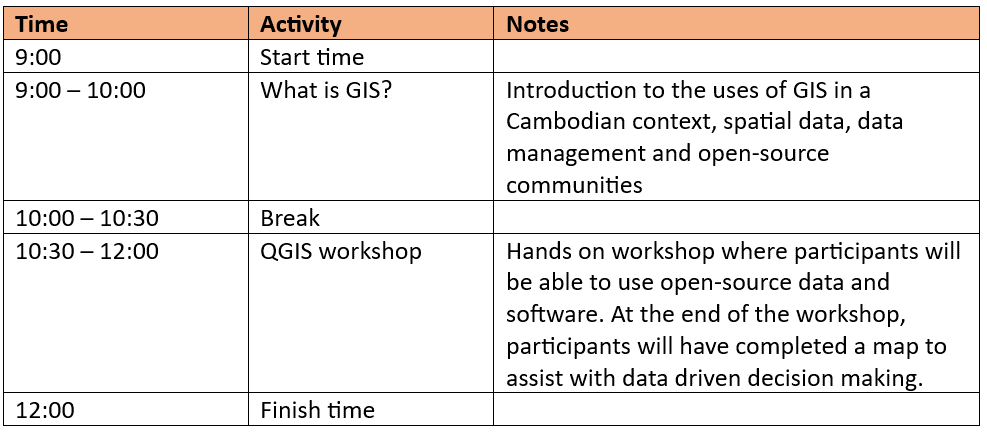 Time Activity Notes
9:00 Start time
9:00 – 10:00 What is GIS? Introduction to the uses of GIS in a
Cambodian context, spatial data, data
management and open-source
communities
10:00 – 10:30 Break
10:30 – 12:00 QGIS workshop Hands on workshop where participants will
be able to use open-source data and
software. At the end of the workshop,
participants will have completed a map to
assist with data driven decision making.
12:00 Finish time